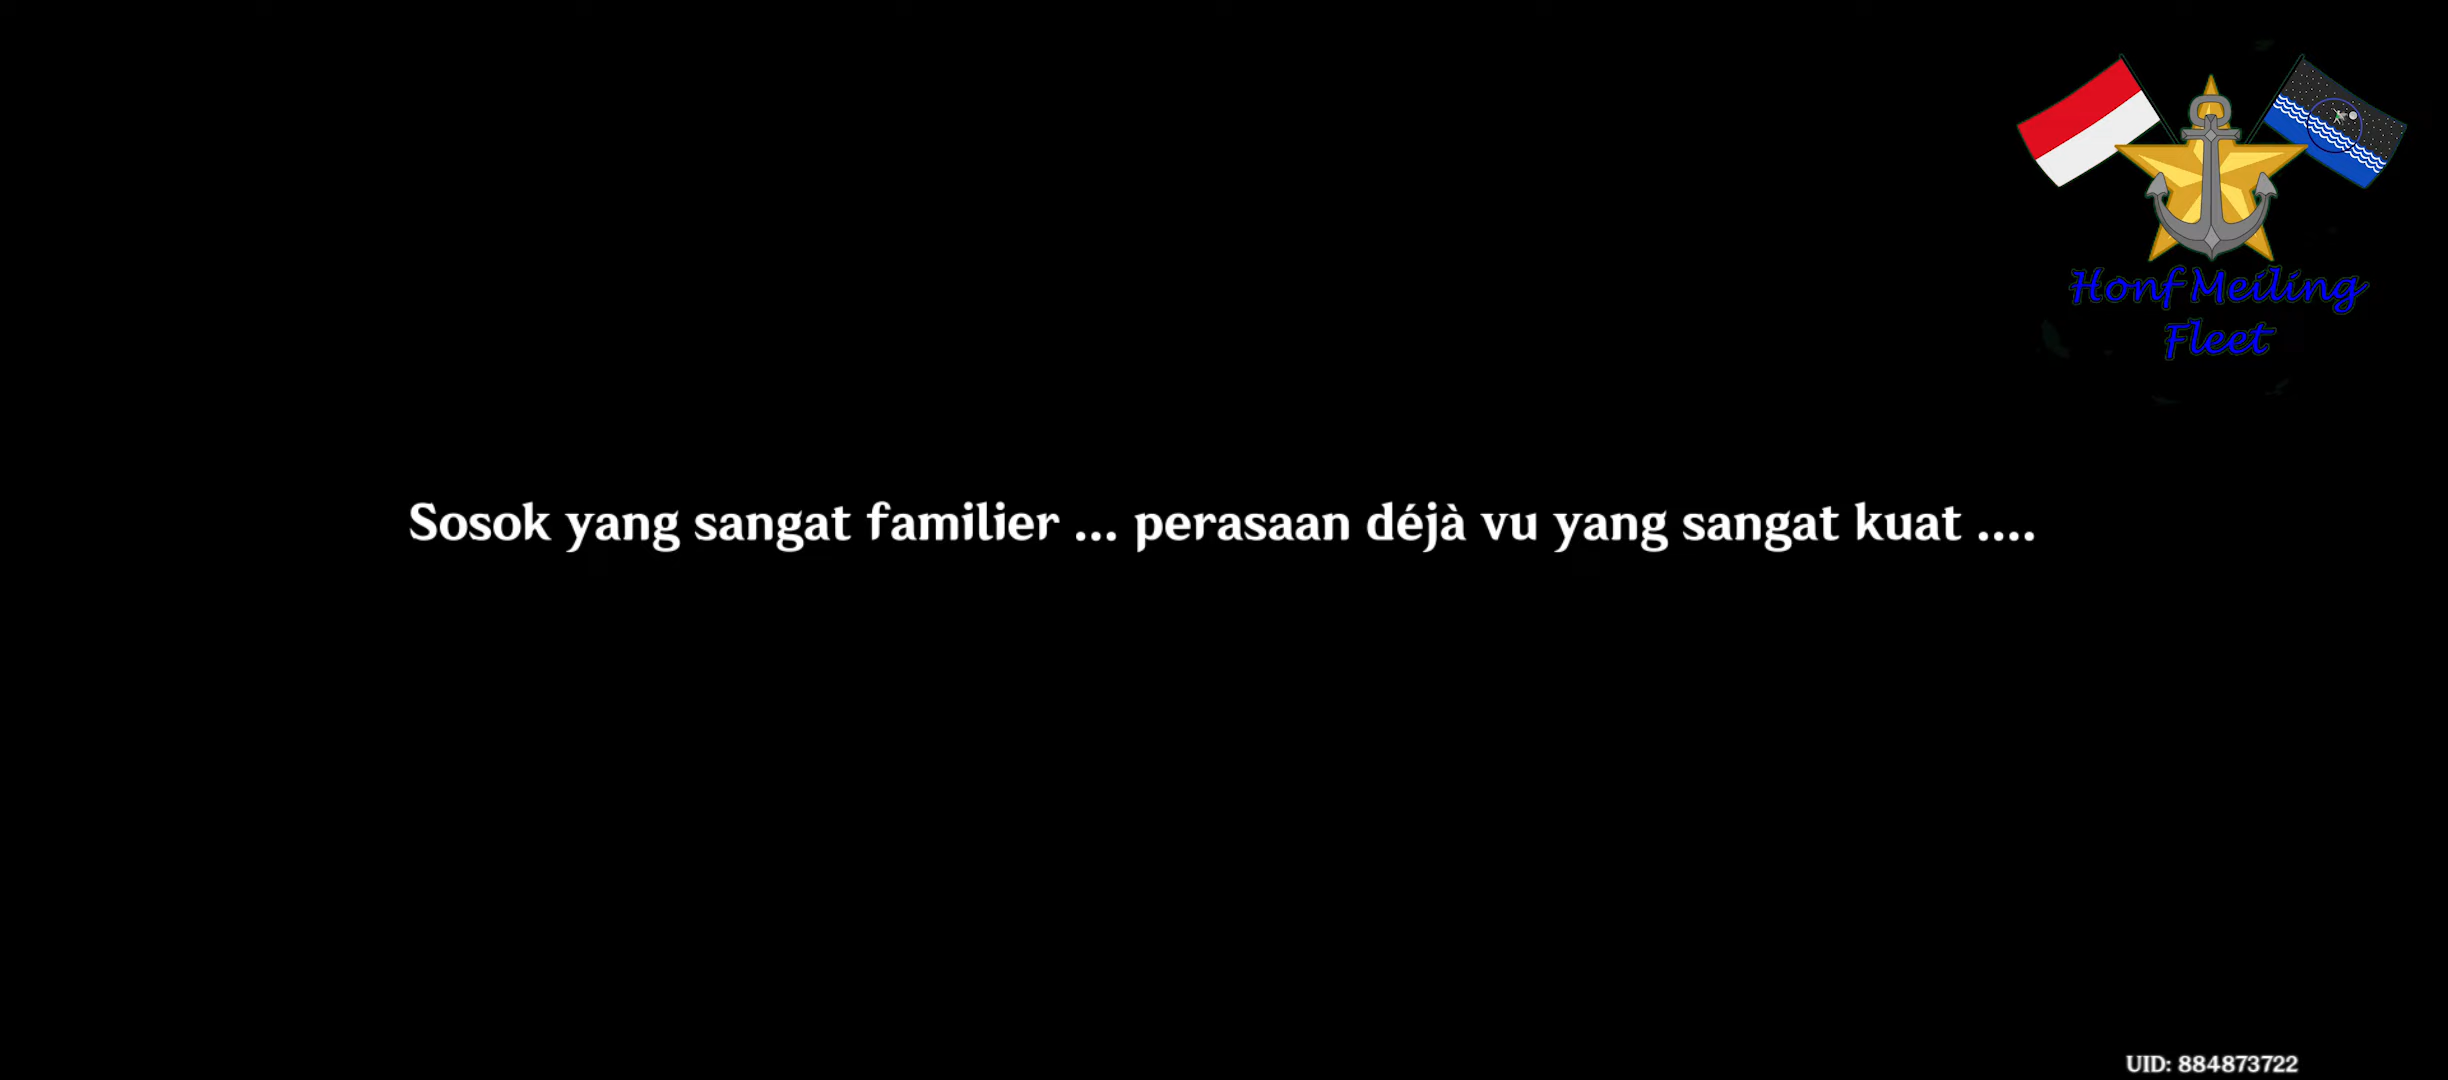 Honf Meiling
Fleet
Sosok yang sangat familier ... perasaan déjà vu yang sangat kuat ....
UID: 884873722